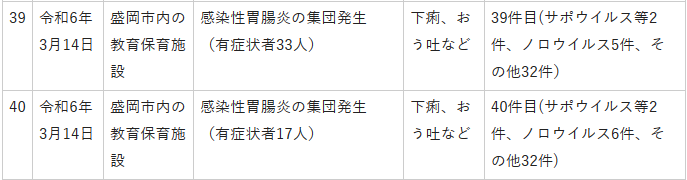 39
令和6年
3月14日
盛岡市内の
教育保育施
設
感染性胃腸炎の集団発生
（有症状者33人）
下痢、お
う吐など
39件目(サポウイルス等2
件、ノロウイルス5件、そ
の他32件)
40
令和6年
3月14日
盛岡市内の
教育保育施
設
感染性胃腸炎の集団発生
（有症状者17人）
下痢、お
う吐など
40件目(サポウイルス等2
件、ノロウイルス6件、そ
の他32件)